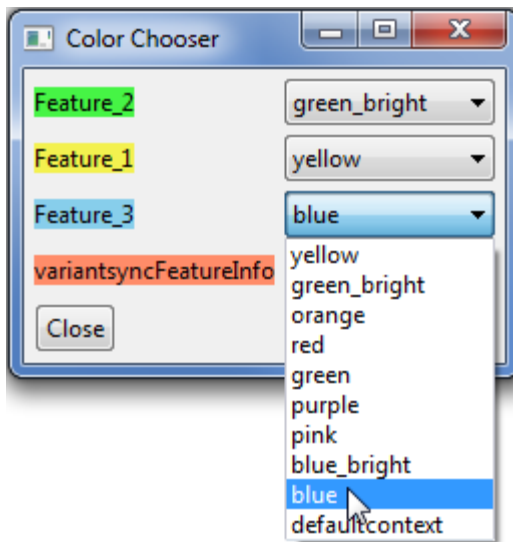 Color Chooser
Feature_2 green_bright
Feature_1 yellow
Feature_3 blue
variantsyncFeatureInfo
Close
yellow
green_bright
orange
red
green
purple
pink
blue_bright
blue
defaultcontext